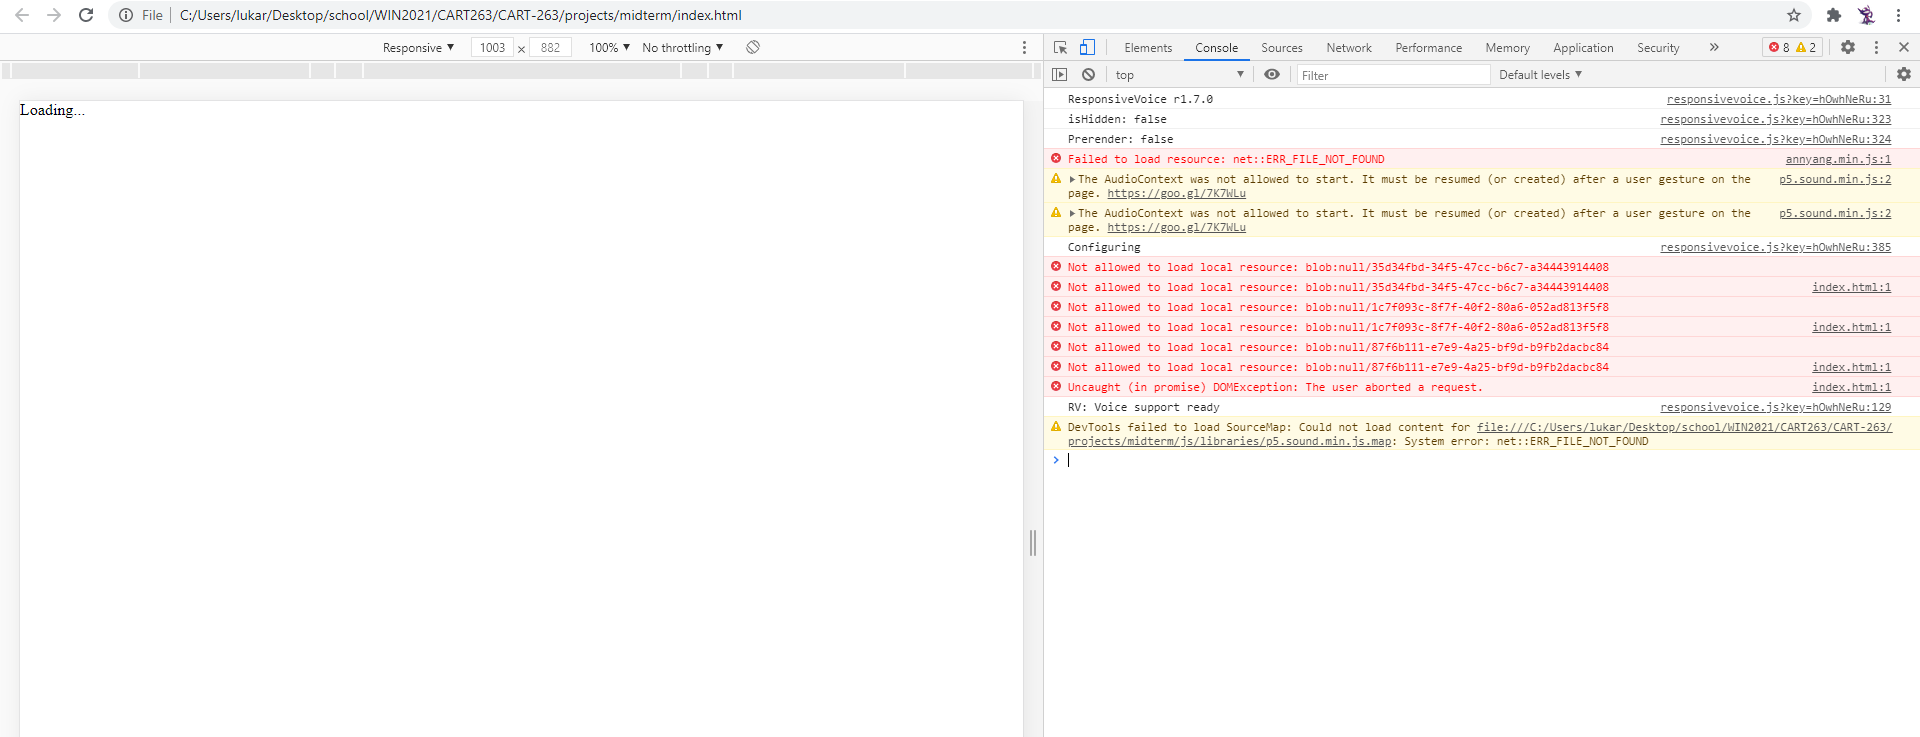 File | C:/Users/lukar/Desktop/school/WIN2021/CART263/CART-263/projects/midterm/index.html
Responsive ▼ 1003 × 882 100% ▼ No throttling ▼
Loading...
Elements Console Sources Network Performance Memory Application Security » 8 2
top ▼ Filter Default levels ▼
ResponsiveVoice r1.7.0 responsivevoice.js?key=hOwhNeRu:31
isHidden: false responsivevoice.js?key=hOwhNeRu:323
Prerender: false responsivevoice.js?key=hOwhNeRu:324
Failed to load resource: net::ERR_FILE_NOT_FOUND annyang.min.js:1
The AudioContext was not allowed to start. It must be resumed (or created) after a user gesture on the p5.sound.min.js:2
page. https://goo.gl/7K7WLu
The AudioContext was not allowed to start. It must be resumed (or created) after a user gesture on the p5.sound.min.js:2
page. https://goo.gl/7K7WLu
Configuring responsivevoice.js?key=hOwhNeRu:385
Not allowed to load local resource: blob:null/35d34fbd-34f5-47cc-b6c7-a34443914408
Not allowed to load local resource: blob:null/35d34fbd-34f5-47cc-b6c7-a34443914408 index.html:1
Not allowed to load local resource: blob:null/1c7f093c-8f7f-40f2-80a6-052ad813f5f8
Not allowed to load local resource: blob:null/1c7f093c-8f7f-40f2-80a6-052ad813f5f8 index.html:1
Not allowed to load local resource: blob:null/87f6b111-e7e9-4a25-bf9d-b9fb2dacbc84
Not allowed to load local resource: blob:null/87f6b111-e7e9-4a25-bf9d-b9fb2dacbc84 index.html:1
Uncaught (in promise) DOMException: The user aborted a request. index.html:1
RV: Voice support ready responsivevoice.js?key=hOwhNeRu:129
DevTools failed to load SourceMap: Could not load content for file:///C:/Users/lukar/Desktop/school/WIN2021/CART263/CART-263/
projects/midterm/js/libraries/p5.sound.min.js.map: System error: net::ERR_FILE_NOT_FOUND